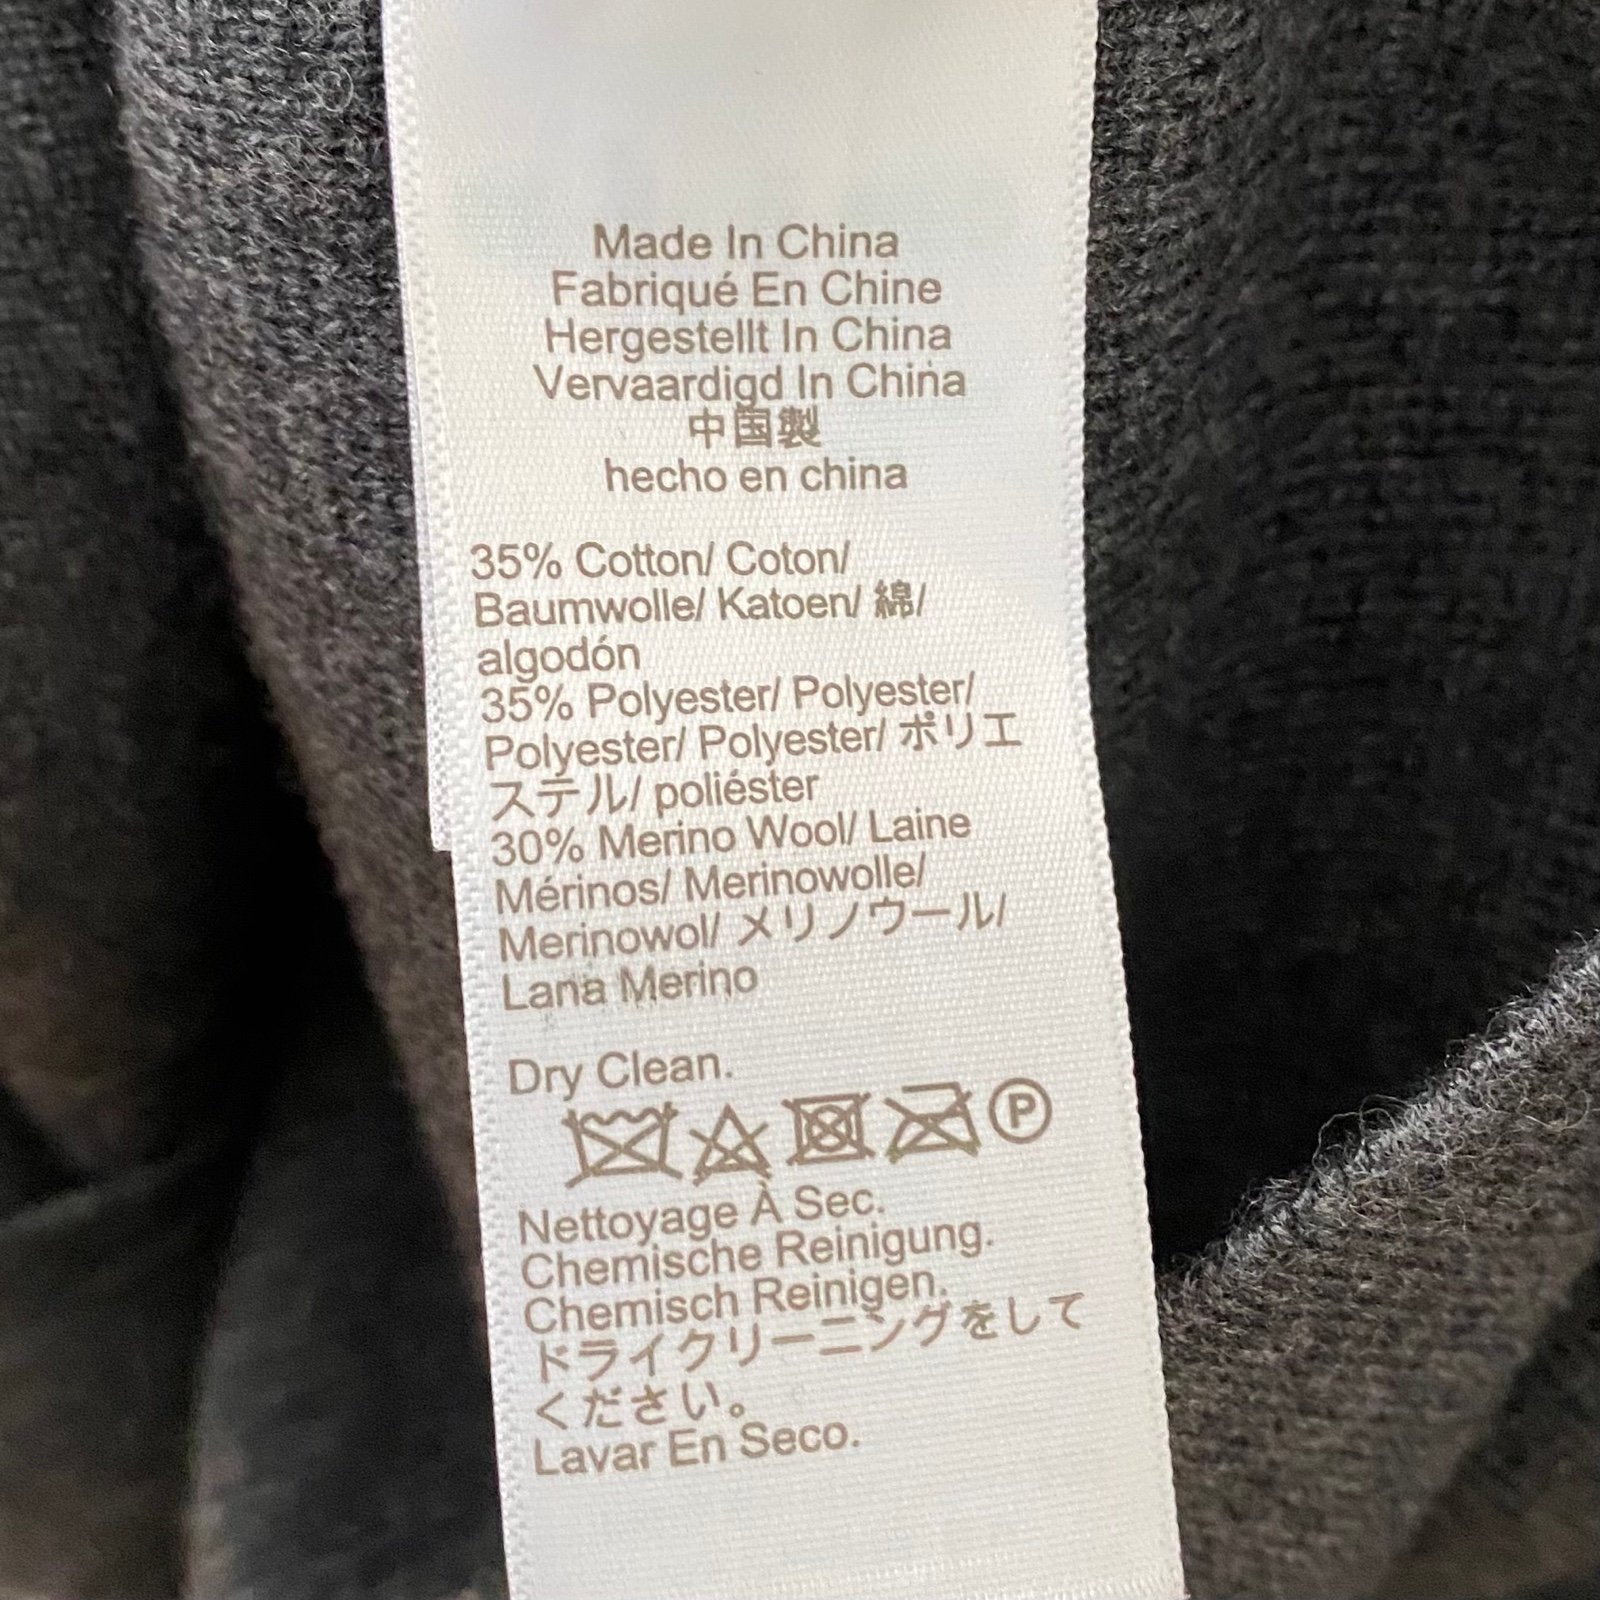 Made In China
Fabriqué En Chine
Hergestellt In China
Vervaardigd In China
中国製
hecho en china
35% Cotton/ Coton/
Baumwolle/ Katoen/ 綿/
algodón
35% Polyester/ Polyester/
Polyester/ Polyester/ ポリエ
ステル/ poliéster
30% Merino Wool/ Laine
Mérinos/ Merinowolle/
Merinowol/ メリノウール/
Lana Merino
Dry Clean.
P
Nettoyage À Sec.
Chemische Reinigung.
Chemisch Reinigen.
ドライクリーニングをして
ください。
Lavar En Seco.